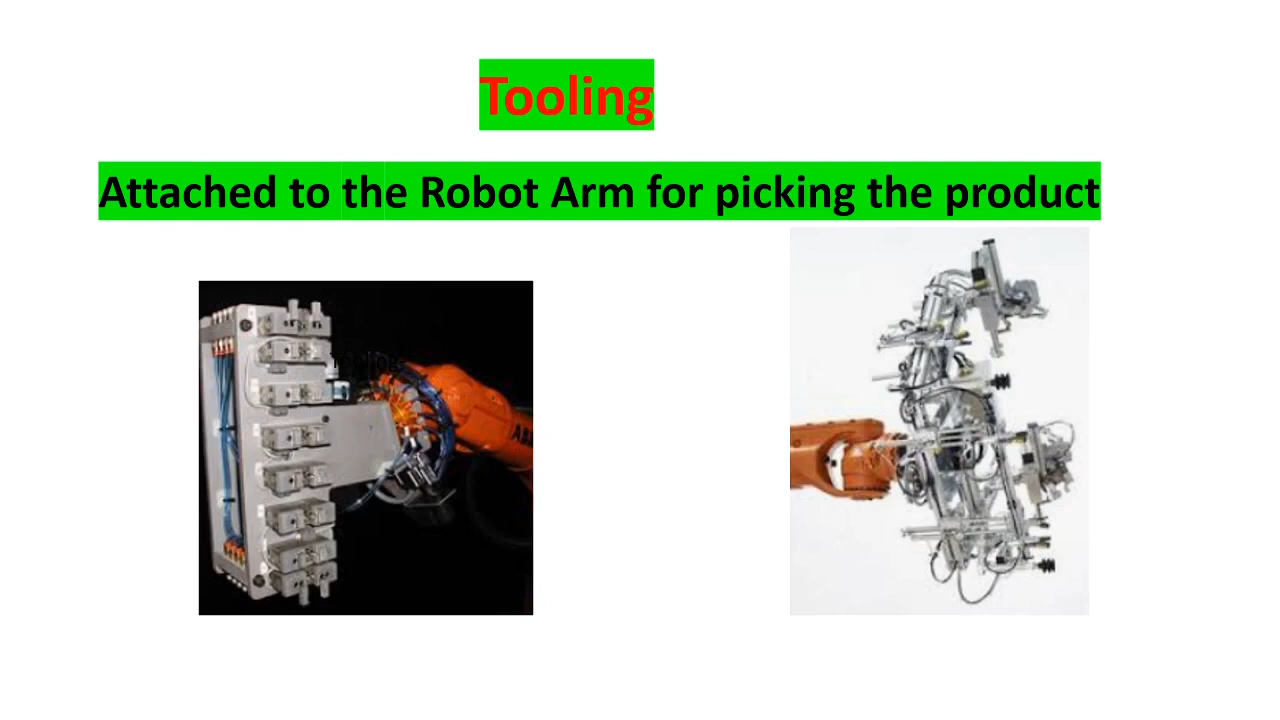 Tooling
Attached to the Robot Arm for picking the product